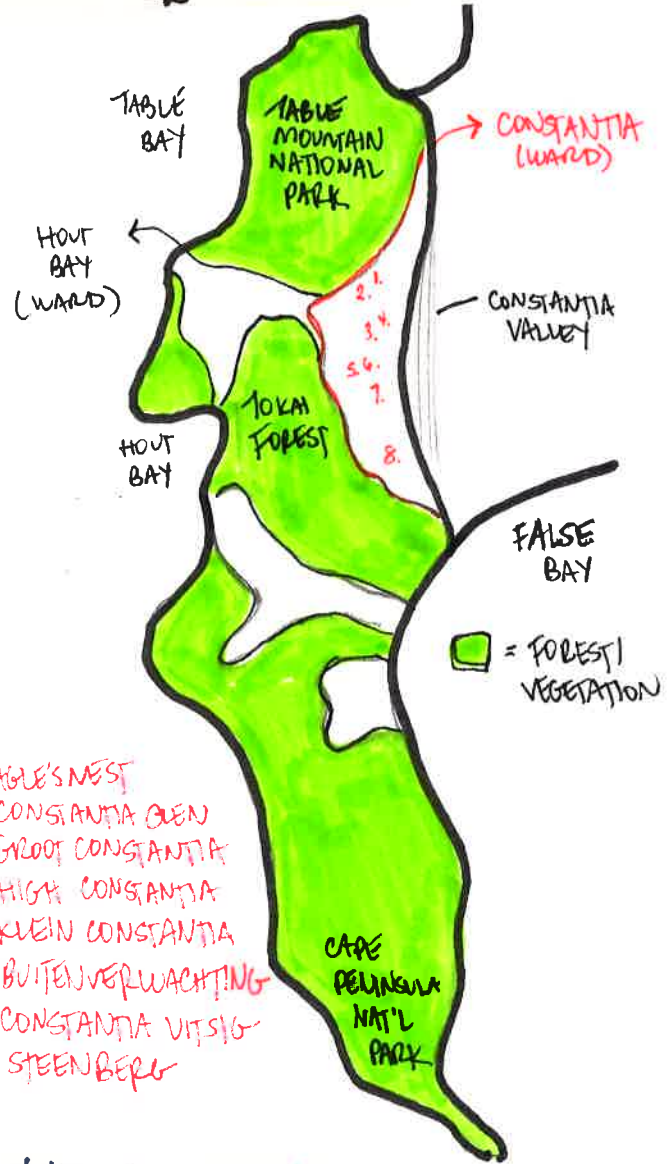 TABLE
BAY
TABLE
MOUNTAIN
NATIONAL
PARK
CONSTANTIA
(WARD)
HOUT
BAY
(WARD)
1.
2.
3.
4.
5.
6.
7.
8.
CONSTANTIA
VALLEY
TOKAI
FOREST
HOUT
BAY
FALSE
BAY
= FOREST/
VEGETATION
AGLE'S NEST
CONSTANTIA GLEN
GROOT CONSTANTIA
HIGH CONSTANTIA
KLEIN CONSTANTIA
BUITENVERWACHTING
CONSTANTIA UITSIG
STEENBERG
CAPE
PENINSULA
NAT'L
PARK